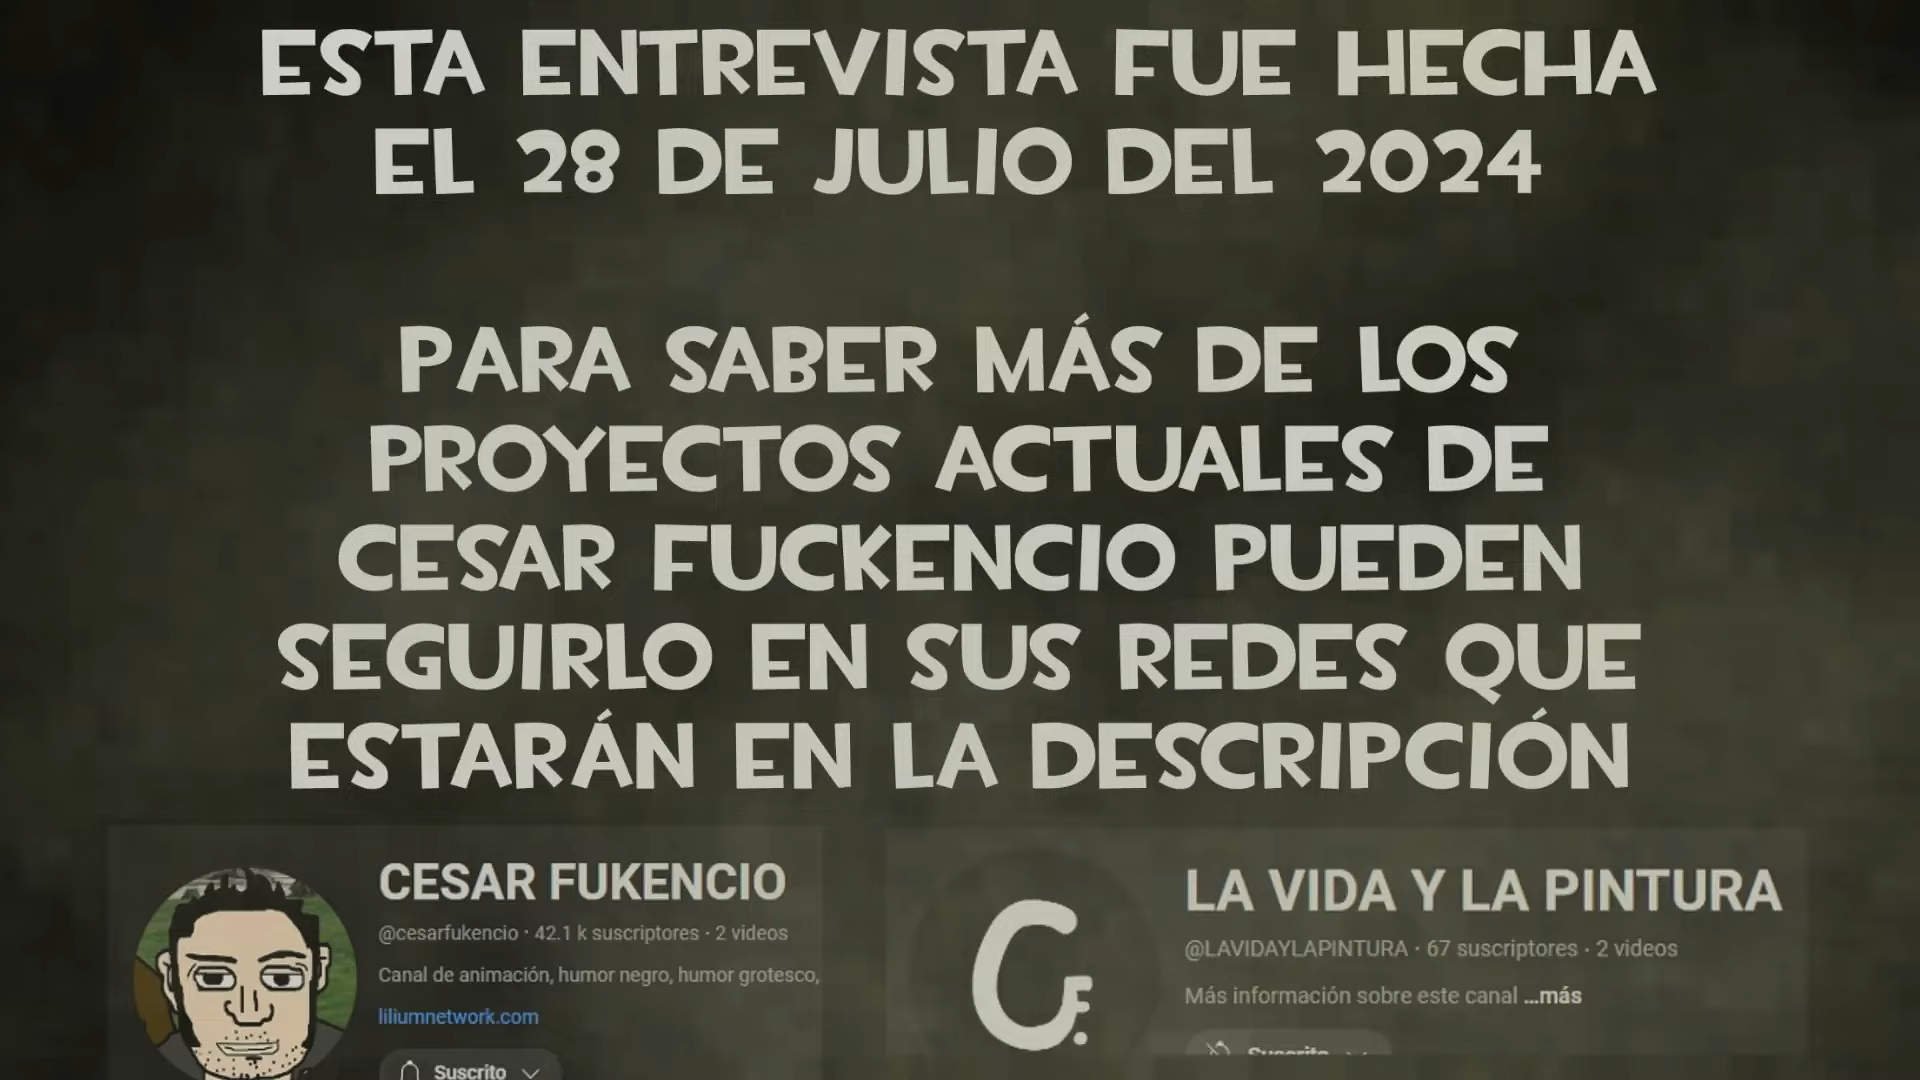 ESTA ENTREVISTA FUE HECHA
EL 28 DE JULIO DEL 2024
PARA SABER MÁS DE LOS
PROYECTOS ACTUALES DE
CESAR FUCKENCIO PUEDEN
SEGUIRLO EN SUS REDES QUE
ESTARÁN EN LA DESCRIPCIÓN
CESAR FUKENCIO
@cesarfukencio · 42.1 k suscriptores · 2 videos
Canal de animación, humor negro, humor grotesco,
liliumnetwork.com
Suscrito
LA VIDA Y LA PINTURA
@LAVIDAYLAPINTURA · 67 suscriptores · 2 videos
Más información sobre este canal ...más
Suscrito